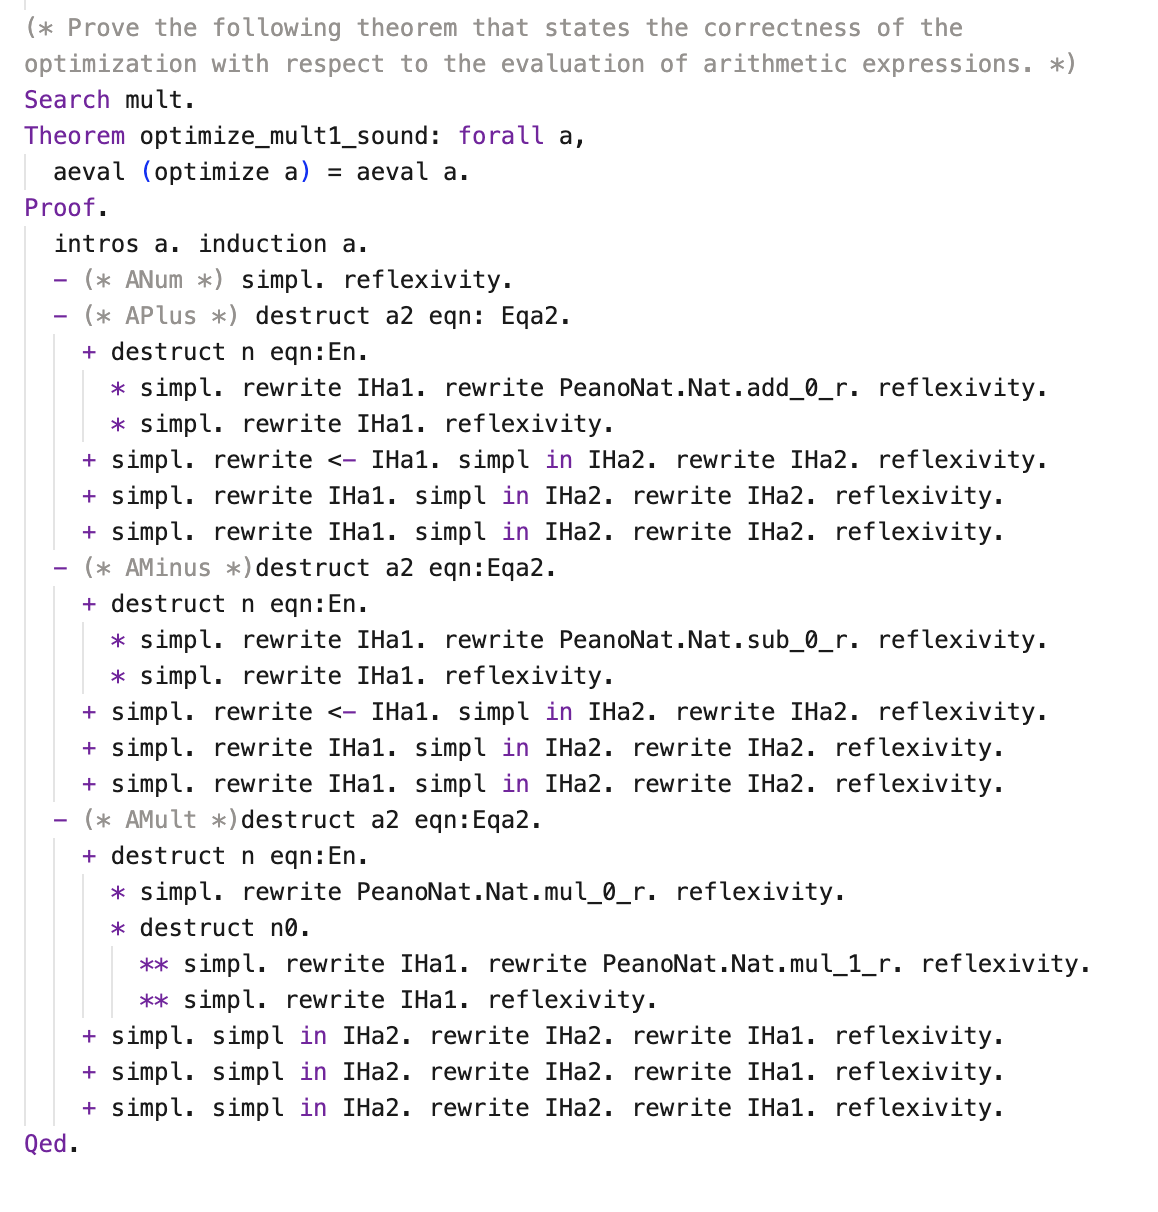 (* Prove the following theorem that states the correctness of the
optimization with respect to the evaluation of arithmetic expressions. *)
Search mult.
Theorem optimize_mult1_sound: forall a,
  aeval (optimize a) = aeval a.
Proof.
  intros a. induction a.
  - (* ANum *) simpl. reflexivity.
  - (* APlus *) destruct a2 eqn: Eqa2.
    + destruct n eqn:En.
      * simpl. rewrite IHa1. rewrite PeanoNat.Nat.add_0_r. reflexivity.
      * simpl. rewrite IHa1. reflexivity.
    + simpl. rewrite <- IHa1. simpl in IHa2. rewrite IHa2. reflexivity.
    + simpl. rewrite IHa1. simpl in IHa2. rewrite IHa2. reflexivity.
    + simpl. rewrite IHa1. simpl in IHa2. rewrite IHa2. reflexivity.
  - (* AMinus *)destruct a2 eqn:Eqa2.
    + destruct n eqn:En.
      * simpl. rewrite IHa1. rewrite PeanoNat.Nat.sub_0_r. reflexivity.
      * simpl. rewrite IHa1. reflexivity.
    + simpl. rewrite <- IHa1. simpl in IHa2. rewrite IHa2. reflexivity.
    + simpl. rewrite IHa1. simpl in IHa2. rewrite IHa2. reflexivity.
    + simpl. rewrite IHa1. simpl in IHa2. rewrite IHa2. reflexivity.
  - (* AMult *)destruct a2 eqn:Eqa2.
    + destruct n eqn:En.
      * simpl. rewrite PeanoNat.Nat.mul_0_r. reflexivity.
      * destruct n0.
        ** simpl. rewrite IHa1. rewrite PeanoNat.Nat.mul_1_r. reflexivity.
        ** simpl. rewrite IHa1. reflexivity.
    + simpl. simpl in IHa2. rewrite IHa2. rewrite IHa1. reflexivity.
    + simpl. simpl in IHa2. rewrite IHa2. rewrite IHa1. reflexivity.
    + simpl. simpl in IHa2. rewrite IHa2. rewrite IHa1. reflexivity.
Qed.